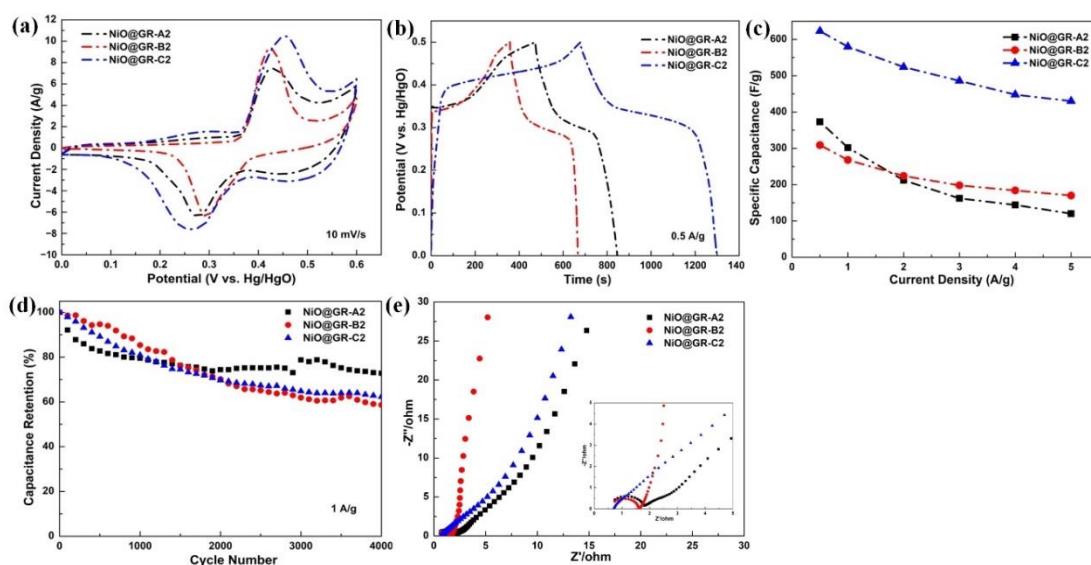 (a)
NiO@GR-A2
NiO@GR-B2
NiO@GR-C2
12
10
8
6
4
2
0
-2
-4
-6
-8
-10
Current Density (A/g)
10 mV/s
0.0 0.1 0.2 0.3 0.4 0.5 0.6
Potential (V vs. Hg/HgO)
(b)
NiO@GR-A2
NiO@GR-B2
NiO@GR-C2
0.5
0.4
0.3
0.2
0.1
0.0
Potential (V vs. Hg/HgO)
0.5 A/g
0 200 400 600 800 1000 1200 140
Time (s)
(c)
NiO@GR-A2
NiO@GR-B2
NiO@GR-C2
600
500
400
300
200
100
0
Specific Capacitance (F/g)
1 2 3 4 5
Current Density (A/g)
(d)
NiO@GR-A2
NiO@GR-B2
NiO@GR-C2
100
80
60
40
20
0
Capacitance Retention (%)
1 A/g
0 1000 2000 3000 4000
Cycle Number
(e)
NiO@GR-A2
NiO@GR-B2
NiO@GR-C2
-30
-25
-20
-15
-10
-5
0
-Z''/ohm
0 5 10 15 20 25 30
Z'/ohm
-Z''/ohm
Z'/ohm